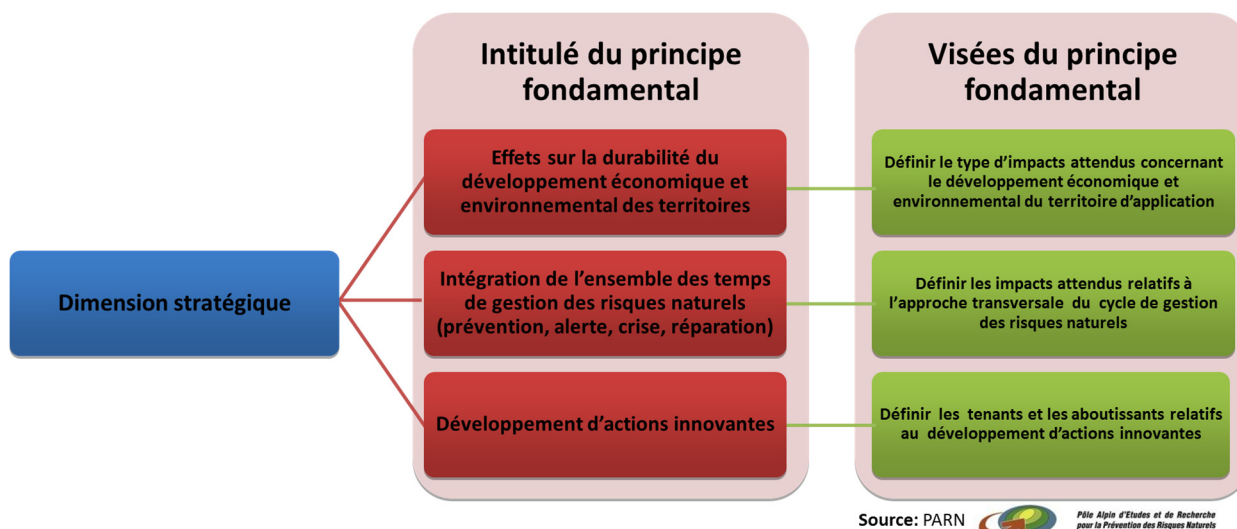 Intitulé du principe
fondamental
Visées du principe
fondamental
Dimension stratégique
Effets sur la durabilité du
développement économique et
environnemental des territoires
Définir le type d'impacts attendus concernant
le développement économique et
environnemental du territoire d'application
Intégration de l'ensemble des temps
de gestion des risques naturels
(prévention, alerte, crise, réparation)
Définir les impacts attendus relatifs à
l'approche transversale du cycle de gestion
des risques naturels
Développement d'actions innovantes
Définir les tenants et les aboutissants relatifs
au développement d'actions innovantes
Source: PARN
Pôle Alpin d'Etudes et de Recherche
pour la Prévention des Risques Naturels